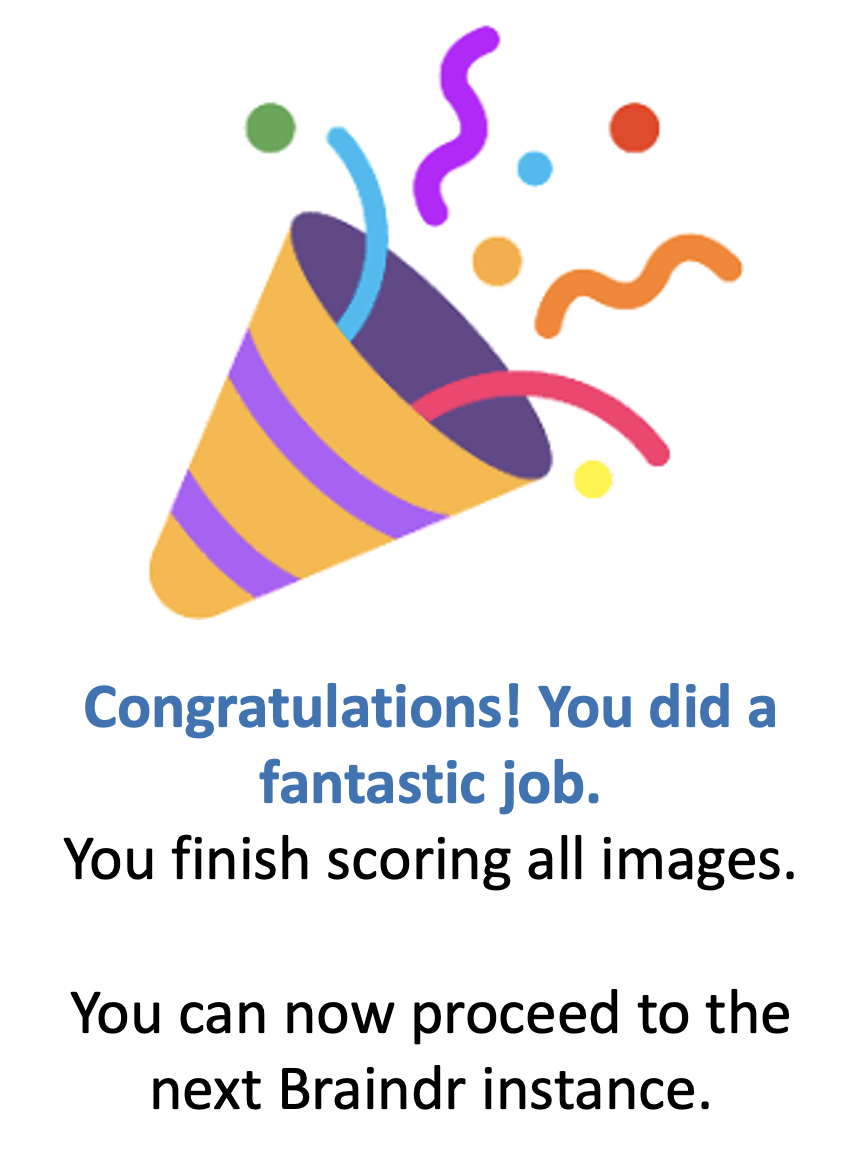 Congratulations! You did a
fantastic job.
You finish scoring all images.
You can now proceed to the
next Braindr instance.